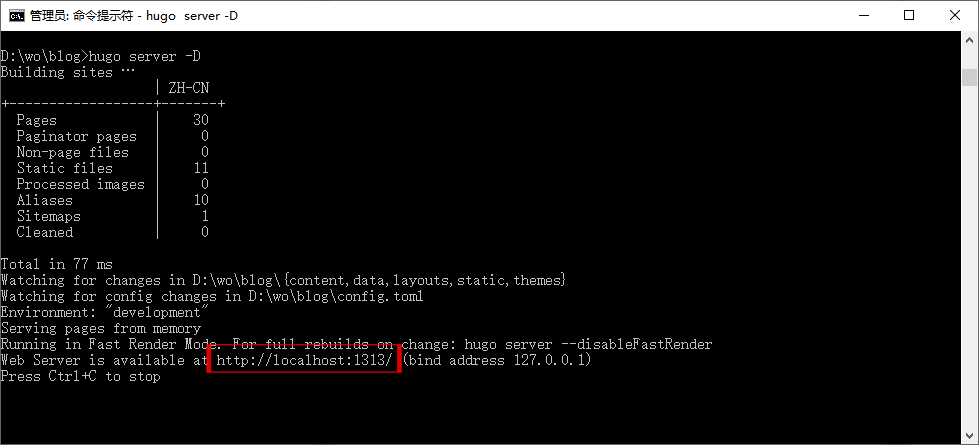 管理员: 命令提示符 - hugo  server -D
D:\wo\blog>hugo server -D
Building sites …
                   | ZH-CN
+------------------+-------+
  Pages            |    30
  Paginator pages  |     0
  Non-page files   |     0
  Static files     |    11
  Processed images |     0
  Aliases          |    10
  Sitemaps         |     1
  Cleaned          |     0
Total in 77 ms
Watching for changes in D:\wo\blog\{content,data,layouts,static,themes}
Watching for config changes in D:\wo\blog\config.toml
Environment: "development"
Serving pages from memory
Running in Fast Render Mode. For full rebuilds on change: hugo server --disableFastRender
Web Server is available at http://localhost:1313/ (bind address 127.0.0.1)
Press Ctrl+C to stop